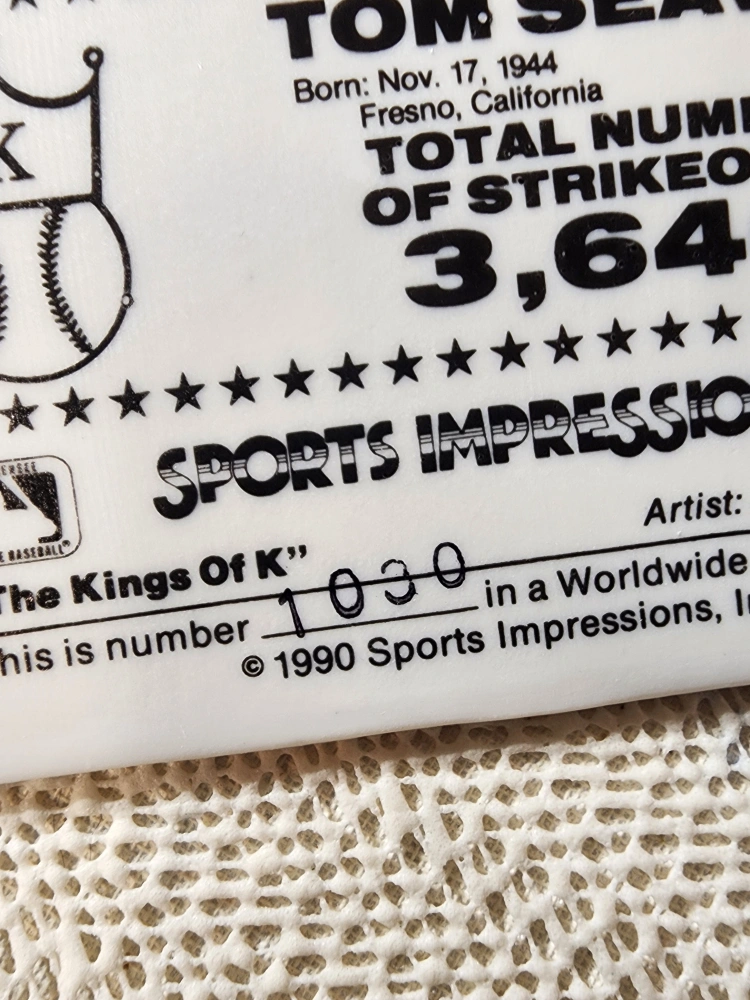 TOM SEA
Born: Nov. 17, 1944
Fresno, California
TOTAL NUM
OF STRIKEO
3,64
K
SPORTS IMPRESSIO
BASEBALL
Artist:
The Kings Of K”
his is number 1030 in a Worldwide
© 1990 Sports Impressions, I